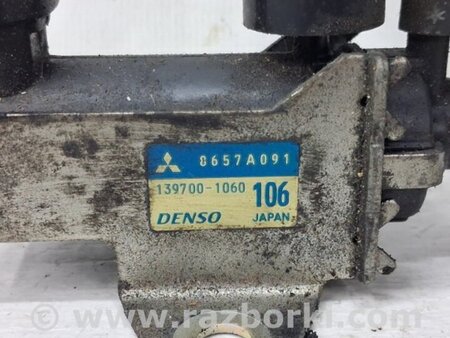 8657A091
139700-1060 106
DENSO JAPAN
© www.razborki.com